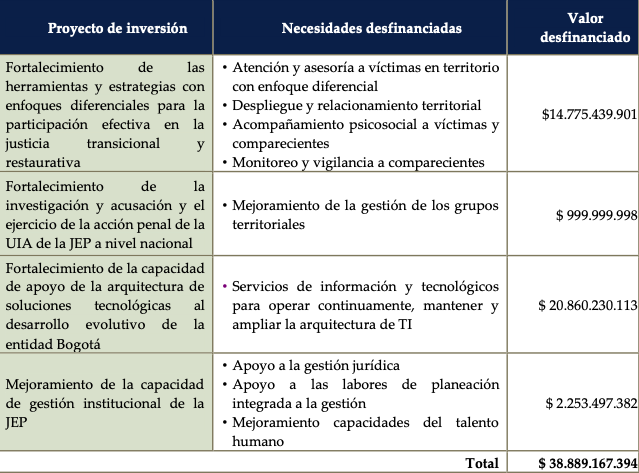 Proyecto de inversión
Necesidades desfinanciadas
Valor
desfinanciado
Fortalecimiento de las
herramientas y estrategias con
enfoques diferenciales para la
participación efectiva en la
justicia transicional y
restaurativa
• Atención y asesoría a víctimas en territorio
con enfoque diferencial
• Despliegue y relacionamiento territorial
• Acompañamiento psicosocial a víctimas y
comparecientes
• Monitoreo y vigilancia a comparecientes
$14.775.439.901
Fortalecimiento de la
investigación y acusación y el
ejercicio de la acción penal de la
UIA de la JEP a nivel nacional
• Mejoramiento de la gestión de los grupos
territoriales
$ 999.999.998
Fortalecimiento de la capacidad
de apoyo de la arquitectura de
soluciones tecnológicas al
desarrollo evolutivo de la
entidad Bogotá
• Servicios de información y tecnológicos
para operar continuamente, mantener y
ampliar la arquitectura de TI
$ 20.860.230.113
Mejoramiento de la capacidad
de gestión institucional de la
JEP
• Apoyo a la gestión jurídica
• Apoyo a las labores de planeación
integrada a la gestión
• Mejoramiento capacidades del talento
humano
$ 2.253.497.382
Total
$ 38.889.167.394